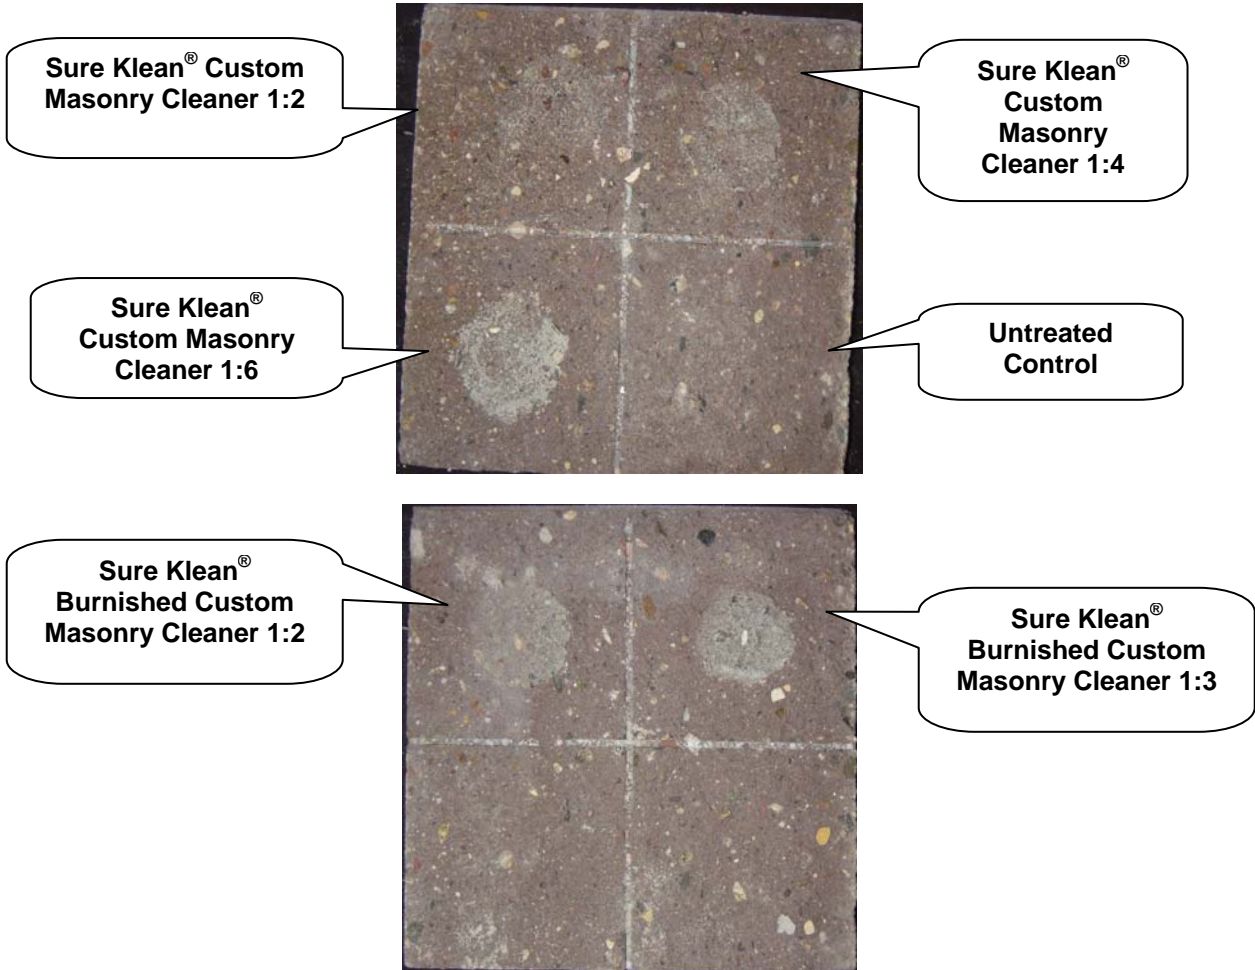 Sure Klean® Custom
Masonry Cleaner 1:2
Sure Klean®
Custom
Masonry
Cleaner 1:4
Sure Klean®
Custom Masonry
Cleaner 1:6
Untreated
Control
Sure Klean®
Burnished Custom
Masonry Cleaner 1:2
Sure Klean®
Burnished Custom
Masonry Cleaner 1:3